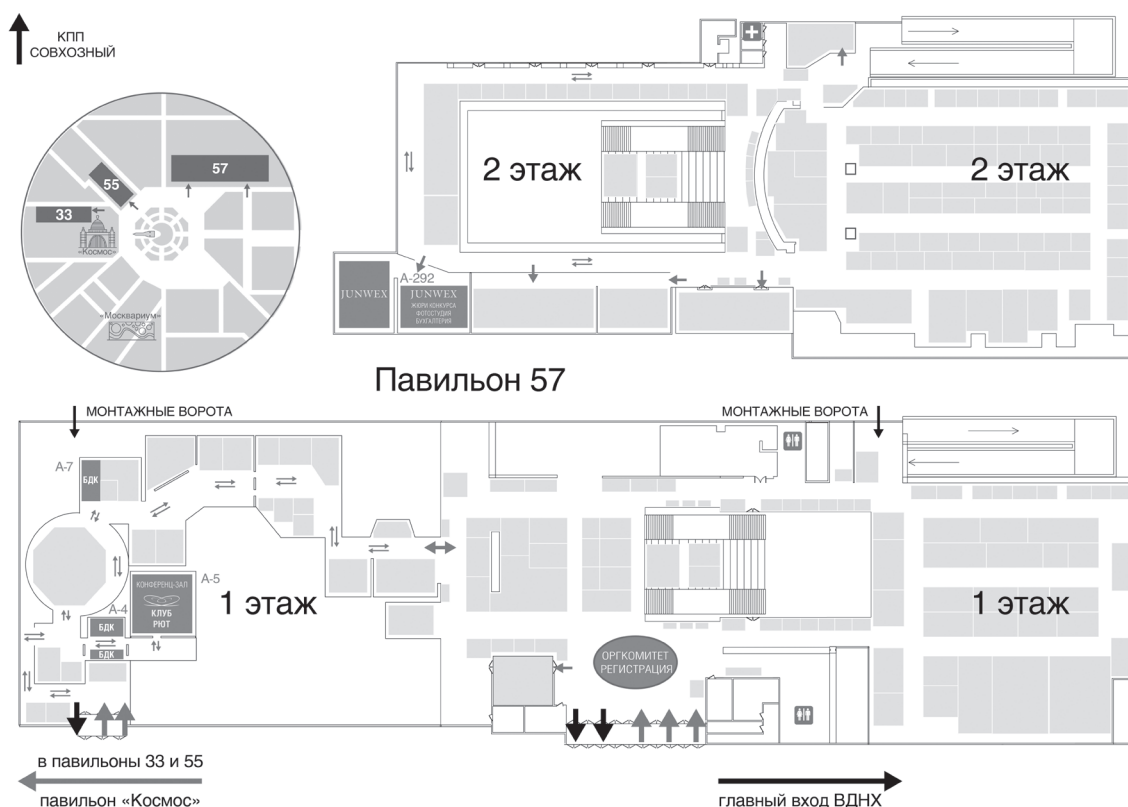 КПП
СОВХОЗНЫЙ
57
55
33
«Космос»
«Москвариум»
2 этаж
2 этаж
А-292
JUNWEX
JUNWEX
ЖЮРИ КОНКУРСА
ФОТОСТУДИЯ
БУХГАЛТЕРИЯ
Павильон 57
МОНТАЖНЫЕ ВОРОТА
МОНТАЖНЫЕ ВОРОТА
А-7
БДК
А-5
КОНФЕРЕНЦ-ЗАЛ
КЛУБ
РЮТ
А-4
БДК
БДК
1 этаж
1 этаж
ОРГКОМИТЕТ
РЕГИСТРАЦИЯ
в павильоны 33 и 55
павильон «Космос»
главный вход ВДНХ